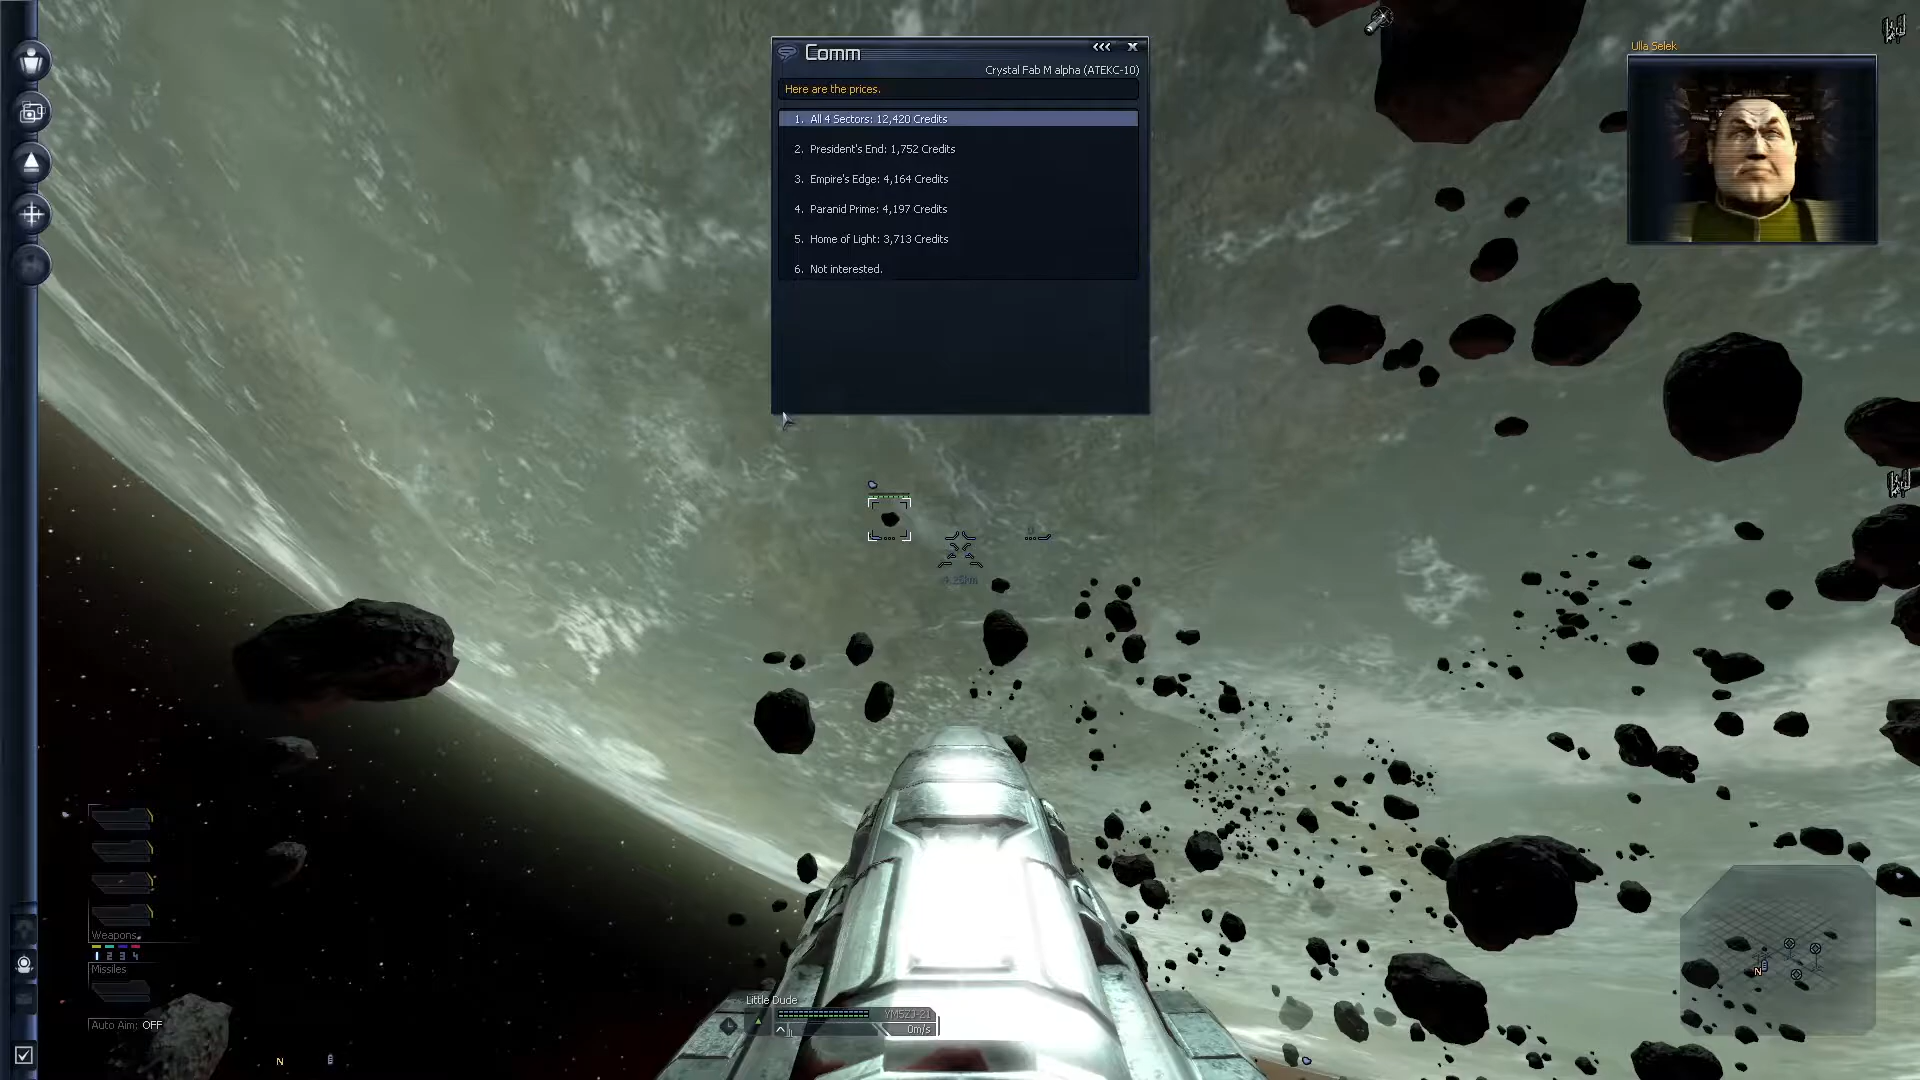 Comm
Crystal Fab M alpha (ATEKC-10)
Here are the prices.
1. All 4 Sectors: 12,420 Credits
2. President's End: 1,752 Credits
3. Empire's Edge: 4,164 Credits
4. Paranid Prime: 4,197 Credits
5. Home of Light: 3,713 Credits
6. Not interested.
Ulla Selek
Weapons
1 2 3 4
Missiles
Auto Aim: OFF
Little Dude
YM5ZJ-21
0m/s
N
N